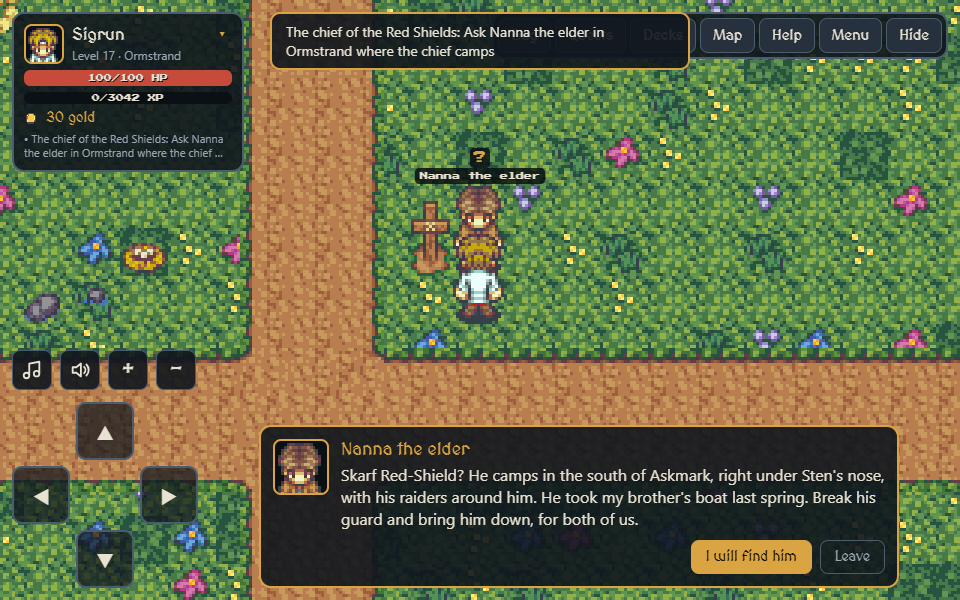 Sigrun
Level 17 · Ormstrand
100/100 HP
0/3042 XP
30 gold
• The chief of the Red Shields: Ask Nanna
the elder in Ormstrand where the chief ...
The chief of the Red Shields: Ask Nanna the elder in
Ormstrand where the chief camps
Decks
Map
Help
Menu
Hide
?
Nanna the elder
+
−
Nanna the elder
Skarf Red-Shield? He camps in the south of Askmark, right under Sten's nose,
with his raiders around him. He took my brother's boat last spring. Break his
guard and bring him down, for both of us.
I will find him
Leave